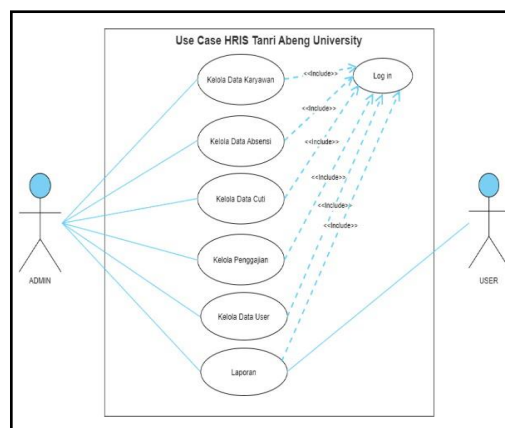 Use Case HRIS Tanri Abeng University
Kelola Data Karyawan
<<Include>>
Log in
<<Include>>
Kelola Data Absensi
<<Include>>
Kelola Data Cuti
<<Include>>
<<Include>>
<<Include>>
Kelola Penggajian
ADMIN
USER
Kelola Data User
Laporan